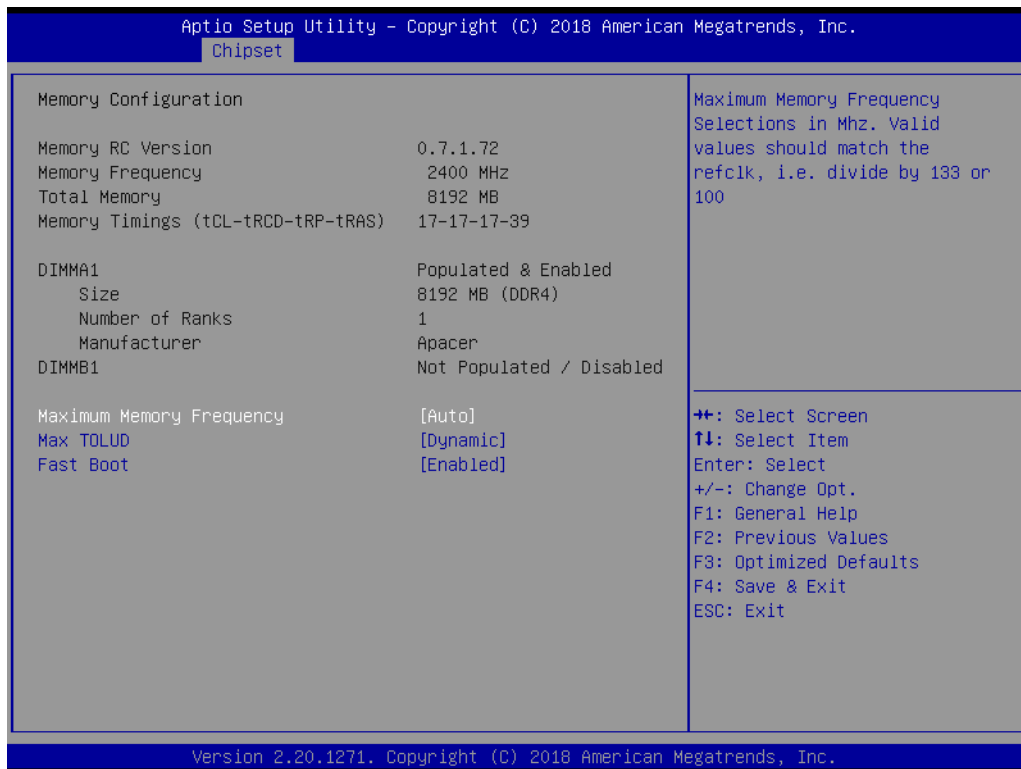 Aptio Setup Utility – Copyright (C) 2018 American Megatrends, Inc.
Chipset
Memory Configuration
Memory RC Version 0.7.1.72
Memory Frequency 2400 MHz
Total Memory 8192 MB
Memory Timings (tCL-tRCD-tRP-tRAS) 17-17-17-39
DIMMA1 Populated & Enabled
Size 8192 MB (DDR4)
Number of Ranks 1
Manufacturer Apacer
DIMMB1 Not Populated / Disabled
Maximum Memory Frequency [Auto]
Max TOLUD [Dynamic]
Fast Boot [Enabled]
Maximum Memory Frequency
Selections in Mhz. Valid
values should match the
refclk, i.e. divide by 133 or
100
→←: Select Screen
↑↓: Select Item
Enter: Select
+/-: Change Opt.
F1: General Help
F2: Previous Values
F3: Optimized Defaults
F4: Save & Exit
ESC: Exit
Version 2.20.1271. Copyright (C) 2018 American Megatrends, Inc.